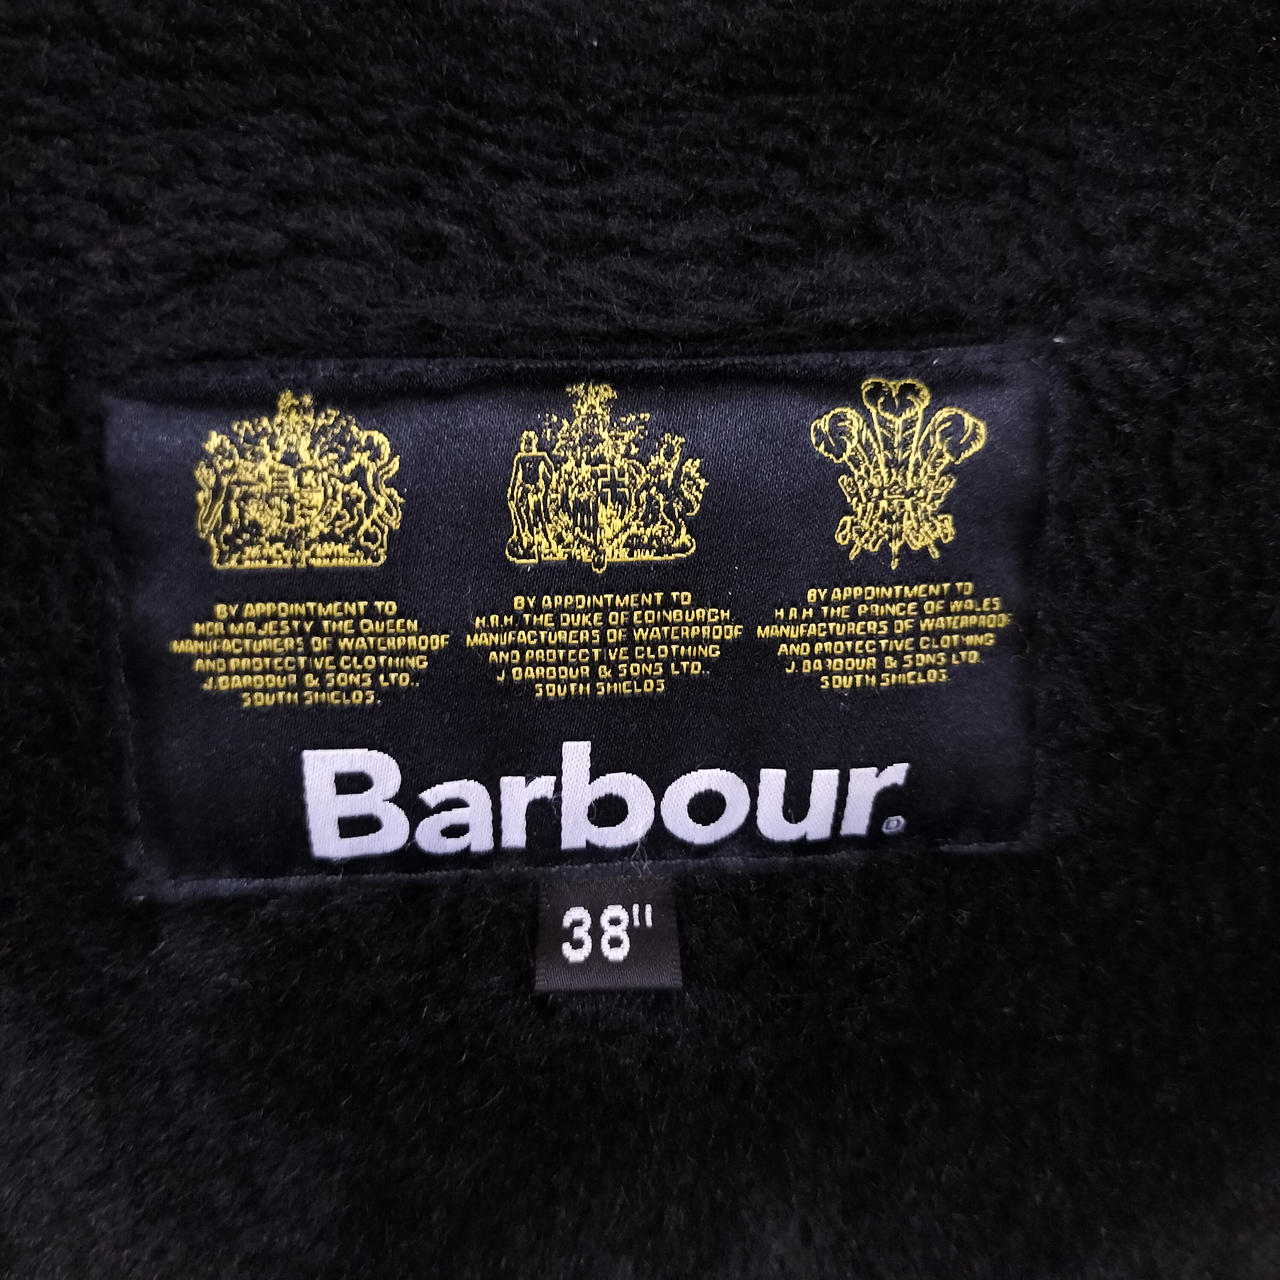 BY APPOINTMENT TO
HER MAJESTY THE QUEEN
MANUFACTURERS OF WATERPROOF
AND PROTECTIVE CLOTHING
J. BARBOUR & SONS LTD.,
SOUTH SHIELDS.
BY APPOINTMENT TO
H.R.H. THE DUKE OF EDINBURGH
MANUFACTURERS OF WATERPROOF
AND PROTECTIVE CLOTHING
J. BARBOUR & SONS LTD.,
SOUTH SHIELDS
BY APPOINTMENT TO
H.R.H THE PRINCE OF WALES
MANUFACTURERS OF WATERPROOF
AND PROTECTIVE CLOTHING
J. BARBOUR & SONS LTD.
SOUTH SHIELDS
Barbour.
38"